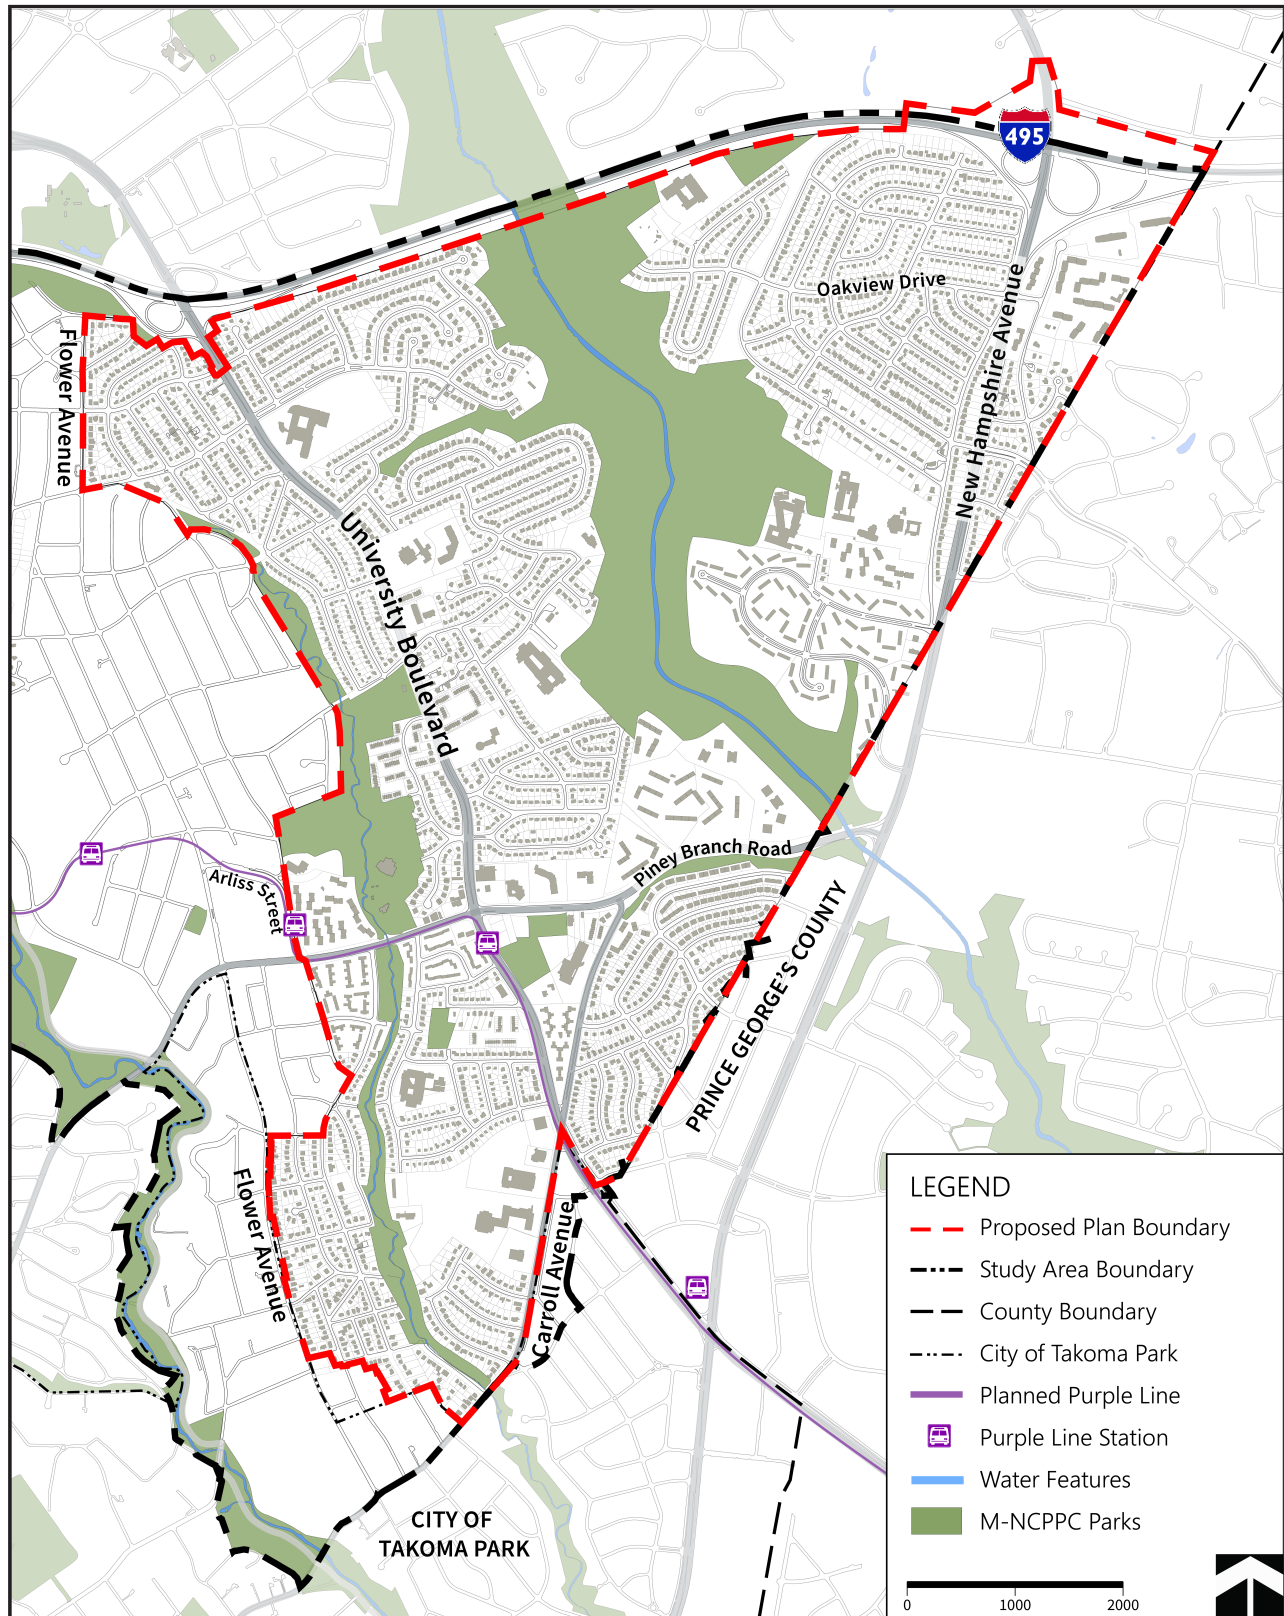 495
Oakview Drive
New Hampshire Avenue
Flower Avenue
University Boulevard
Piney Branch Road
Arliss Street
PRINCE GEORGE'S COUNTY
Flower Avenue
Carroll Avenue
CITY OF
TAKOMA PARK
LEGEND
Proposed Plan Boundary
Study Area Boundary
County Boundary
City of Takoma Park
Planned Purple Line
Purple Line Station
Water Features
M-NCPPC Parks
0 1000 2000